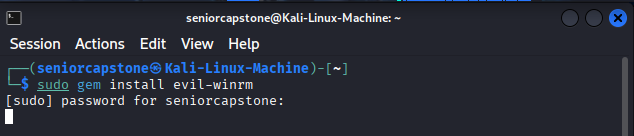 seniorcapstone@Kali-Linux-Machine: ~
Session Actions Edit View Help
┌──(seniorcapstone㉿Kali-Linux-Machine)-[~]
└─$ sudo gem install evil-winrm
[sudo] password for seniorcapstone: